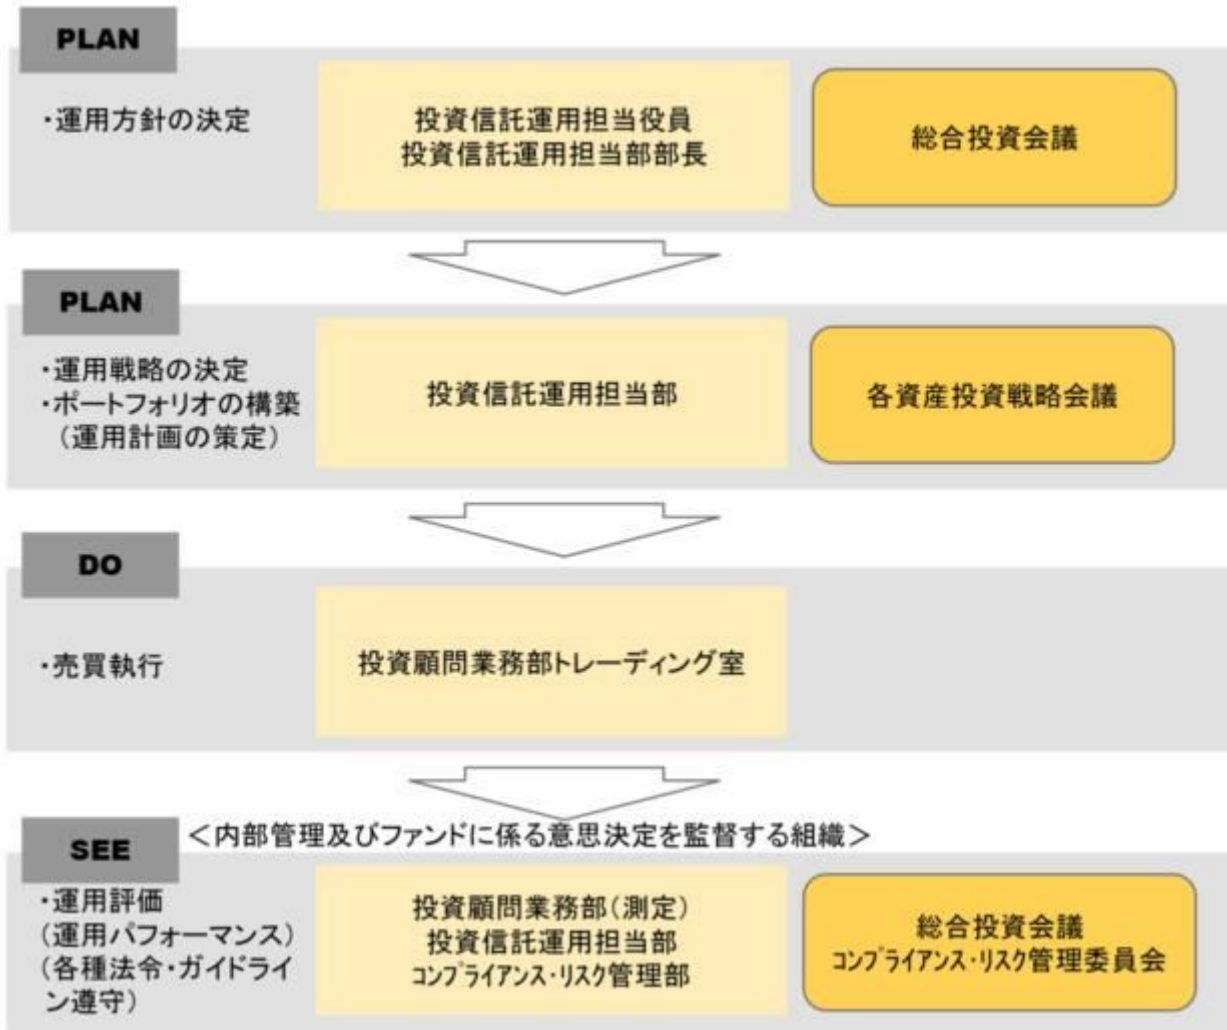 PLAN
・運用方針の決定
投資信託運用担当役員
投資信託運用担当部部長
総合投資会議
PLAN
・運用戦略の決定
・ポートフォリオの構築
(運用計画の策定)
投資信託運用担当部
各資産投資戦略会議
DO
・売買執行
投資顧問業務部トレーディング室
SEE
＜内部管理及びファンドに係る意思決定を監督する組織＞
・運用評価
(運用パフォーマンス)
(各種法令・ガイドライ
ン遵守)
投資顧問業務部(測定)
投資信託運用担当部
ｺﾝﾌﾟﾗｲｱﾝｽ・ﾘｽｸ管理部
総合投資会議
ｺﾝﾌﾟﾗｲｱﾝｽ・ﾘｽｸ管理委員会